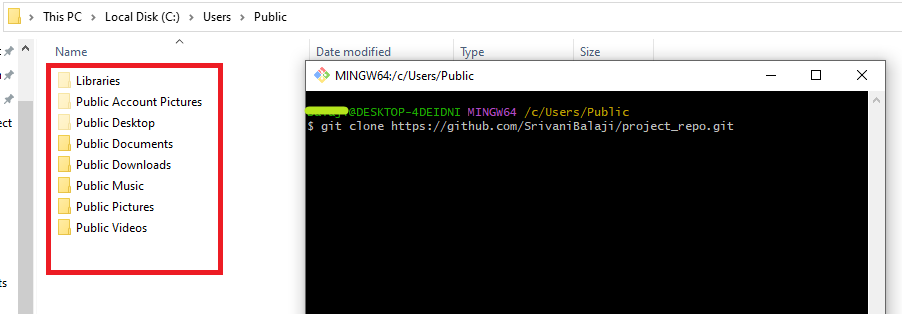 This PC > Local Disk (C:) > Users > Public
Name Date modified Type Size
Libraries
Public Account Pictures
Public Desktop
Public Documents
Public Downloads
Public Music
Public Pictures
Public Videos
ect
ts
MINGW64:/c/Users/Public
@DESKTOP-4DEIDNI MINGW64 /c/Users/Public
$ git clone https://github.com/SrivaniBalaji/project_repo.git